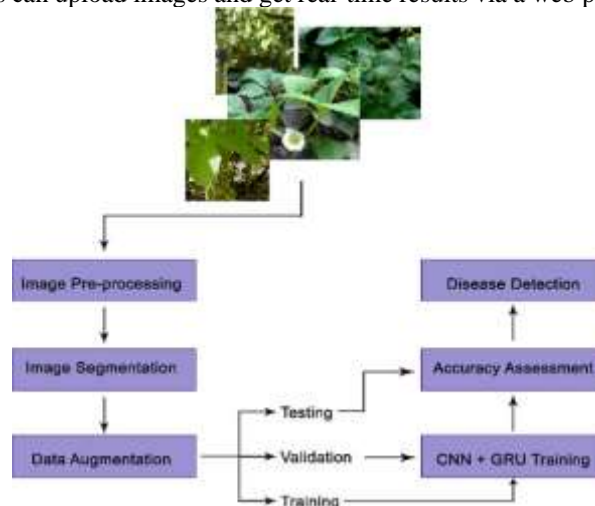 can upload images and get real-time results via a web p
Image Pre-processing
Disease Detection
Image Segmentation
Accuracy Assessment
Testing
Data Augmentation
Validation
CNN + GRU Training
Training